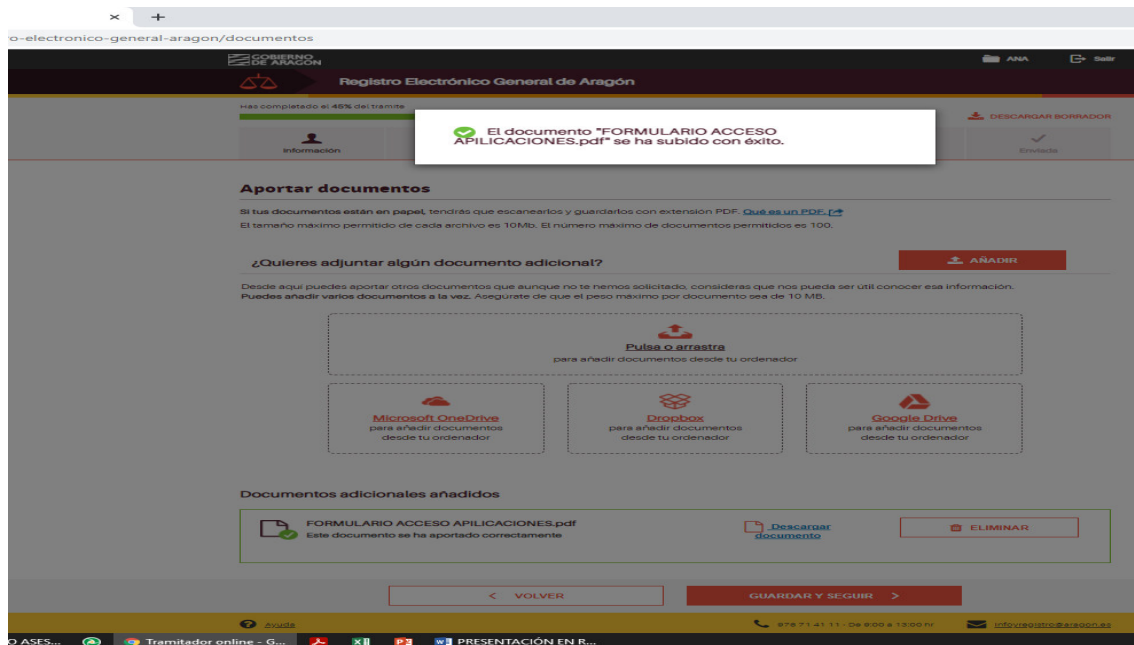 × +
o-electronico-general-aragon/documentos
GOBIERNO
DE ARAGON
ANA
Salir
Registro Electrónico General de Aragón
Has completado el 46% del trámite
DESCARGAR BORRADOR
El documento "FORMULARIO ACCESO
APILICACIONES.pdf" se ha subido con éxito.
Información
Enviada
Aportar documentos
Si tus documentos están en papel, tendrás que escanearlos y guardarlos con extensión PDF. Qué es un PDF.
El tamaño máximo permitido de cada archivo es 10Mb. El número máximo de documentos permitidos es 100.
¿Quieres adjuntar algún documento adicional?
AÑADIR
Desde aquí puedes aportar otros documentos que aunque no te hemos solicitado, consideras que nos pueda ser útil conocer esa información.
Puedes añadir varios documentos a la vez. Asegúrate de que el peso máximo por documento sea de 10 MB.
Pulsa o arrastra
para añadir documentos desde tu ordenador
Microsoft OneDrive
para añadir documentos
desde tu ordenador
Dropbox
para añadir documentos
desde tu ordenador
Google Drive
para añadir documentos
desde tu ordenador
Documentos adicionales añadidos
FORMULARIO ACCESO APILICACIONES.pdf
Este documento se ha aportado correctamente
Descargar
documento
ELIMINAR
< VOLVER
GUARDAR Y SEGUIR >
Ayuda
976 71 41 11 - De 9:00 a 13:00 hr
infoyregistro@aragon.es
O ASES...
Tramitador online - G...
PRESENTACIÓN EN R...